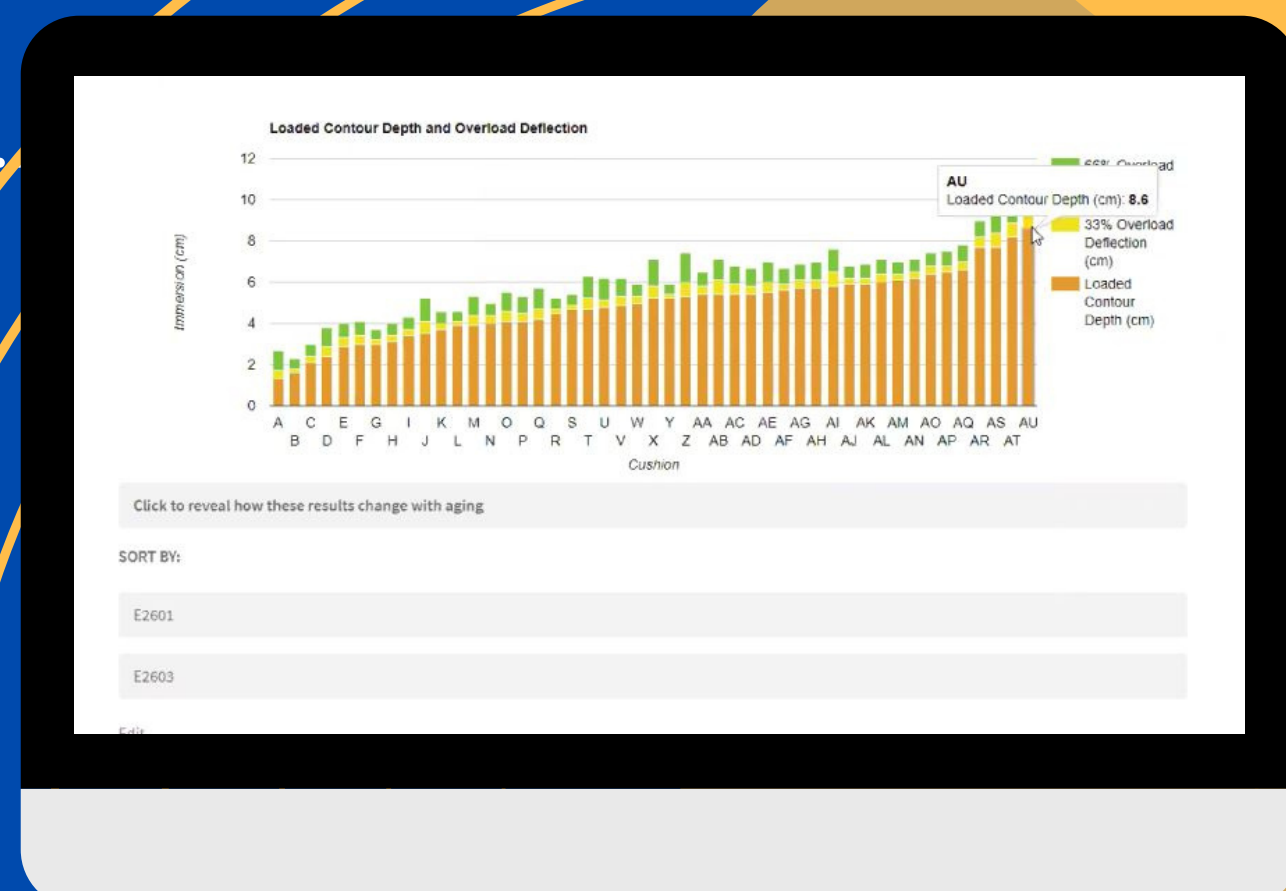 Loaded Contour Depth and Overload Deflection
12
10
8
6
4
2
0
Immersion (cm)
66% Overload
AU
Loaded Contour Depth (cm): 8.6
33% Overload
Deflection
(cm)
Loaded
Contour
Depth (cm)
A C E G I K M O Q S U W Y AA AC AE AG AI AK AM AO AQ AS AU
B D F H J L N P R T V X Z AB AD AF AH AJ AL AN AP AR AT
Cushion
Click to reveal how these results change with aging
SORT BY:
E2601
E2603
Edit